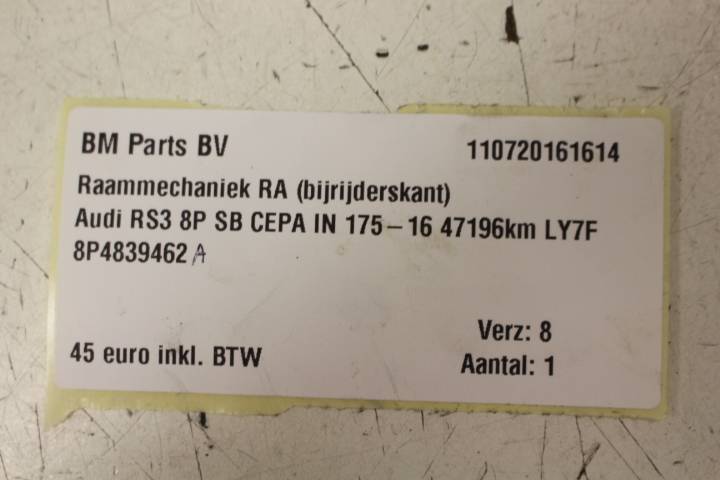 BM Parts BV 110720161614
Raammechaniek RA (bijrijderskant)
Audi RS3 8P SB CEPA IN 175-16 47196km LY7F
8P4839462 A
Verz: 8
45 euro inkl. BTW
Aantal: 1